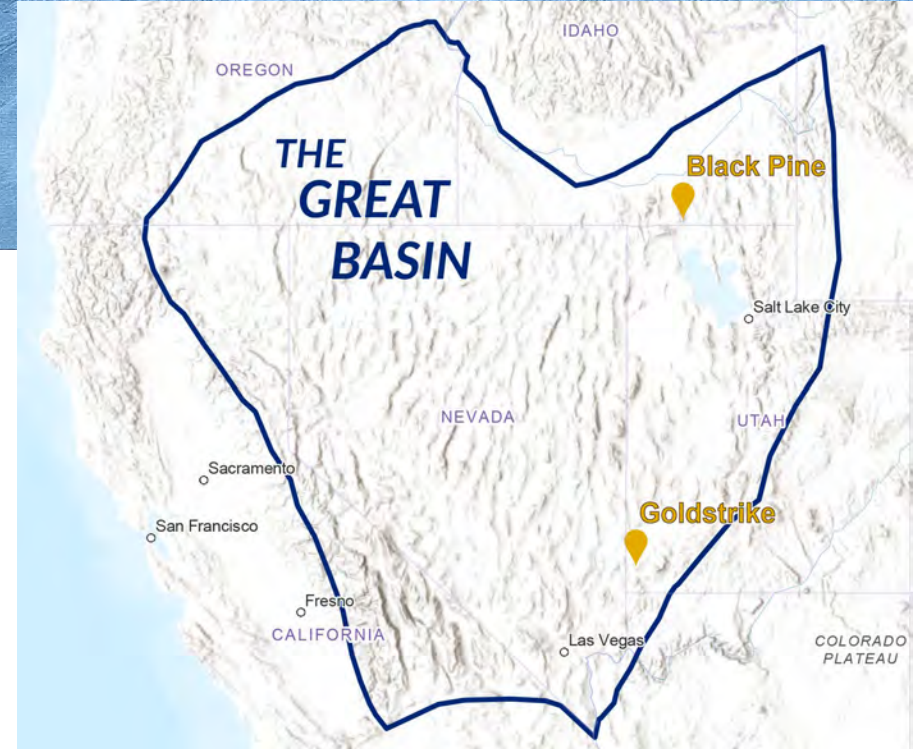 IDAHO
OREGON
THE
GREAT
BASIN
Black Pine
Salt Lake City
NEVADA
UTAH
Sacramento
San Francisco
Goldstrike
Fresno
CALIFORNIA
Las Vegas
COLORADO
PLATEAU